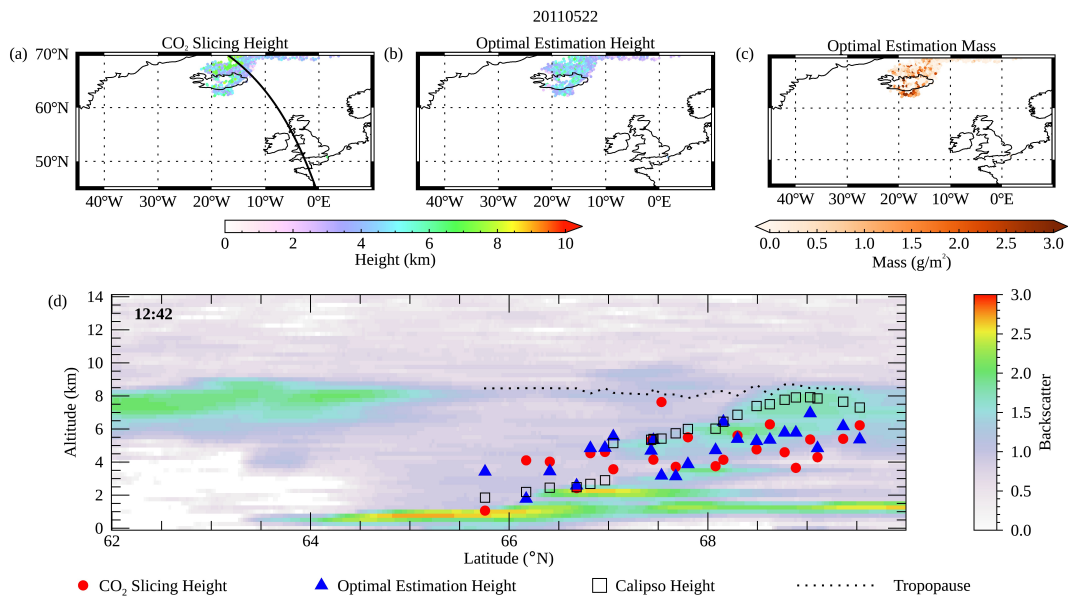 20110522
(a) CO₂ Slicing Height
(b) Optimal Estimation Height
(c) Optimal Estimation Mass
70°N
60°N
50°N
40°W 30°W 20°W 10°W 0°E
40°W 30°W 20°W 10°W 0°E
40°W 30°W 20°W 10°W 0°E
0 2 4 6 8 10
Height (km)
0.0 0.5 1.0 1.5 2.0 2.5 3.0
Mass (g/m²)
(d)
12:42
14
12
10
8
6
4
2
0
Altitude (km)
62 64 66 68
Latitude (°N)
3.0
2.5
2.0
1.5
1.0
0.5
0.0
Backscatter
CO₂ Slicing Height Optimal Estimation Height Calipso Height Tropopause